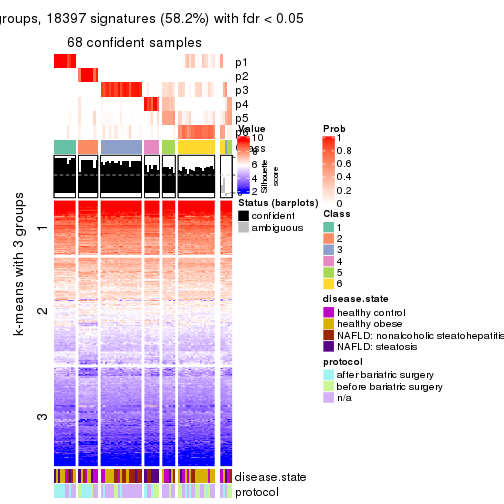 groups, 18397 signatures (58.2%) with fdr < 0.05
68 confident samples
p1
p2
p3
p4
p5
p6
Value
10
8
6
4
2
Silhouette
score
Status (barplots)
confident
ambiguous
Prob
1
0.8
0.6
0.4
0.2
0
Class
1
2
3
4
5
6
disease.state
healthy control
healthy obese
NAFLD: nonalcoholic steatohepatitis
NAFLD: steatosis
protocol
after bariatric surgery
before bariatric surgery
n/a
k-means with 3 groups
1
2
3
disease.state
protocol